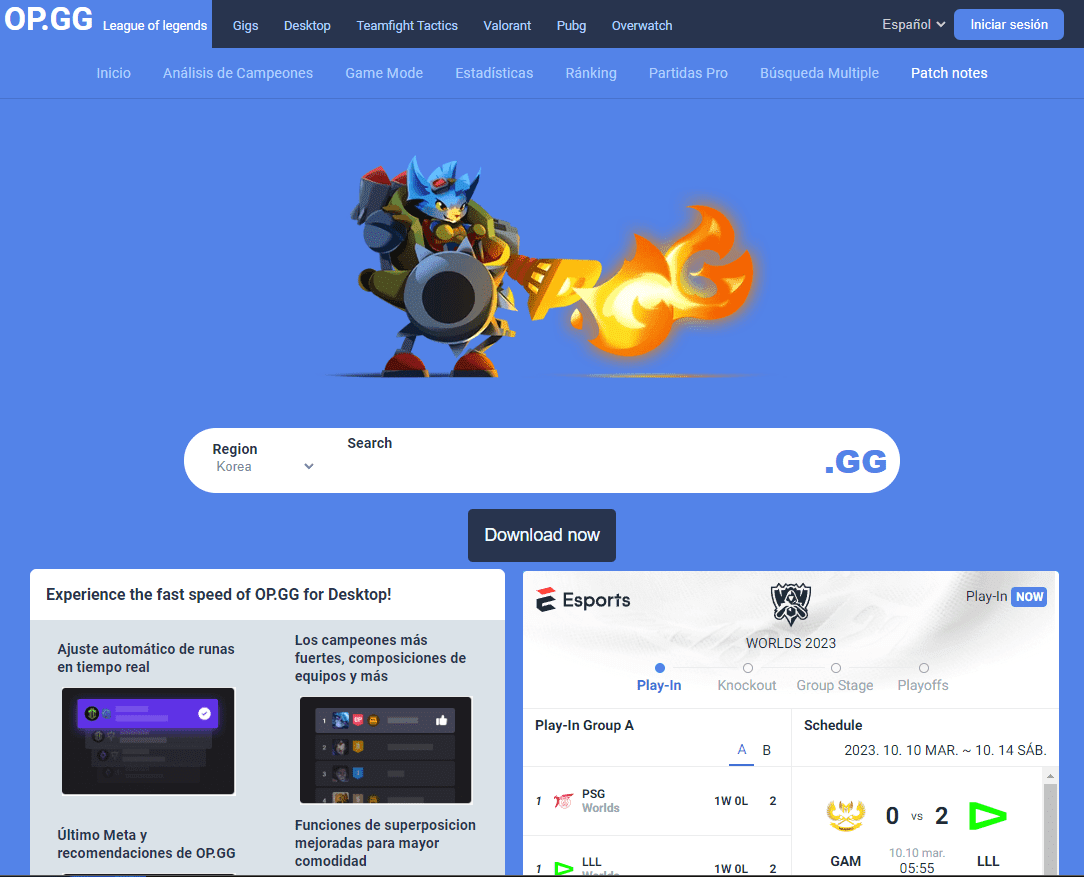 OP.GG League of legends Gigs Desktop Teamfight Tactics Valorant Pubg Overwatch Español Iniciar sesión
Inicio Análisis de Campeones Game Mode Estadísticas Ránking Partidas Pro Búsqueda Multiple Patch notes
Region
Korea
Search
.GG
Download now
Experience the fast speed of OP.GG for Desktop!
Ajuste automático de runas
en tiempo real
Los campeones más
fuertes, composiciones de
equipos y más
1 OP
2
3
4
Último Meta y
recomendaciones de OP.GG
Funciones de superposicion
mejoradas para mayor
comodidad
Esports
Play-In NOW
WORLDS 2023
Play-In Knockout Group Stage Playoffs
Play-In Group A
A B
1 PSG 1W 0L 2
Worlds
1 LLL 1W 0L 2
Worlds
Schedule
2023. 10. 10 MAR. ~ 10. 14 SÁB.
0 vs 2
GAM 10.10 mar. LLL
05:55